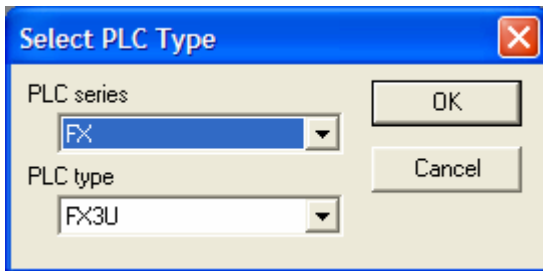 Select PLC Type
PLC series
OK
FX
Cancel
PLC type
FX3U